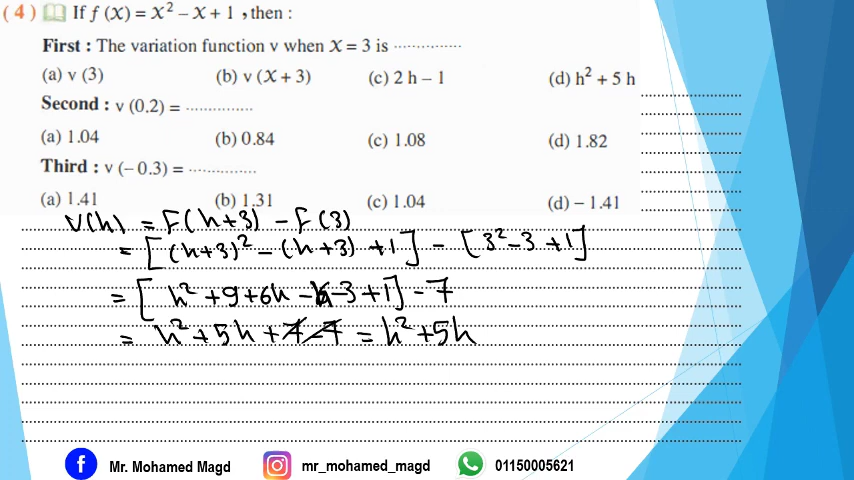 ( 4 ) If f (X) = X² – X + 1 , then :
First : The variation function v when X = 3 is ··············
(a) v (3) (b) v (X + 3) (c) 2 h – 1 (d) h² + 5 h
Second : v (0.2) = ··············
(a) 1.04 (b) 0.84 (c) 1.08 (d) 1.82
Third : v (– 0.3) = ··············
(a) 1.41 (b) 1.31 (c) 1.04 (d) – 1.41
V(h) = F(h+3) – F(3)
= [(h+3)² – (h+3) +1] – [3² – 3 +1]
= [h² + 9 + 6h – h – 3 + 1] – 7
= h² + 5h + 7 – 7 = h² + 5h
Mr. Mohamed Magd mr_mohamed_magd 01150005621